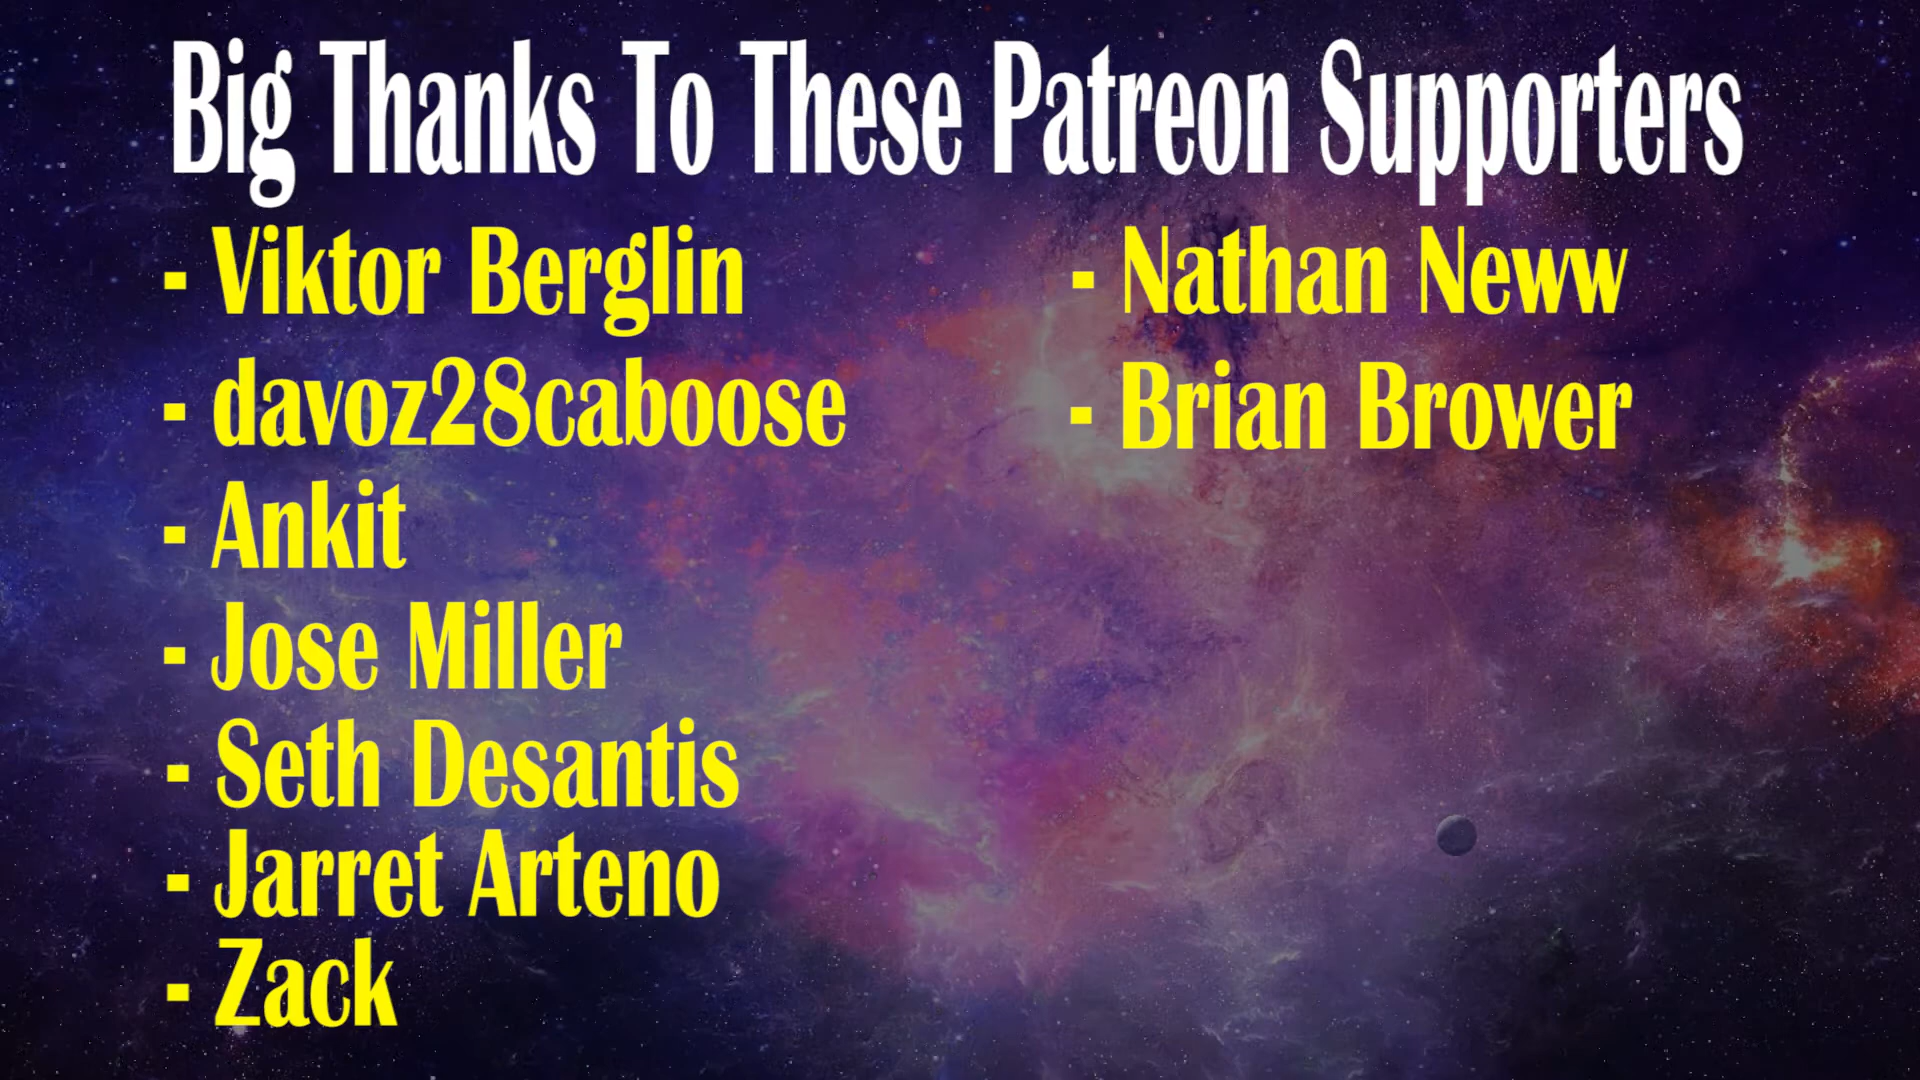 Big Thanks To These Patreon Supporters
- Viktor Berglin
- davoz28caboose
- Ankit
- Jose Miller
- Seth Desantis
- Jarret Arteno
- Zack
- Nathan Neww
- Brian Brower